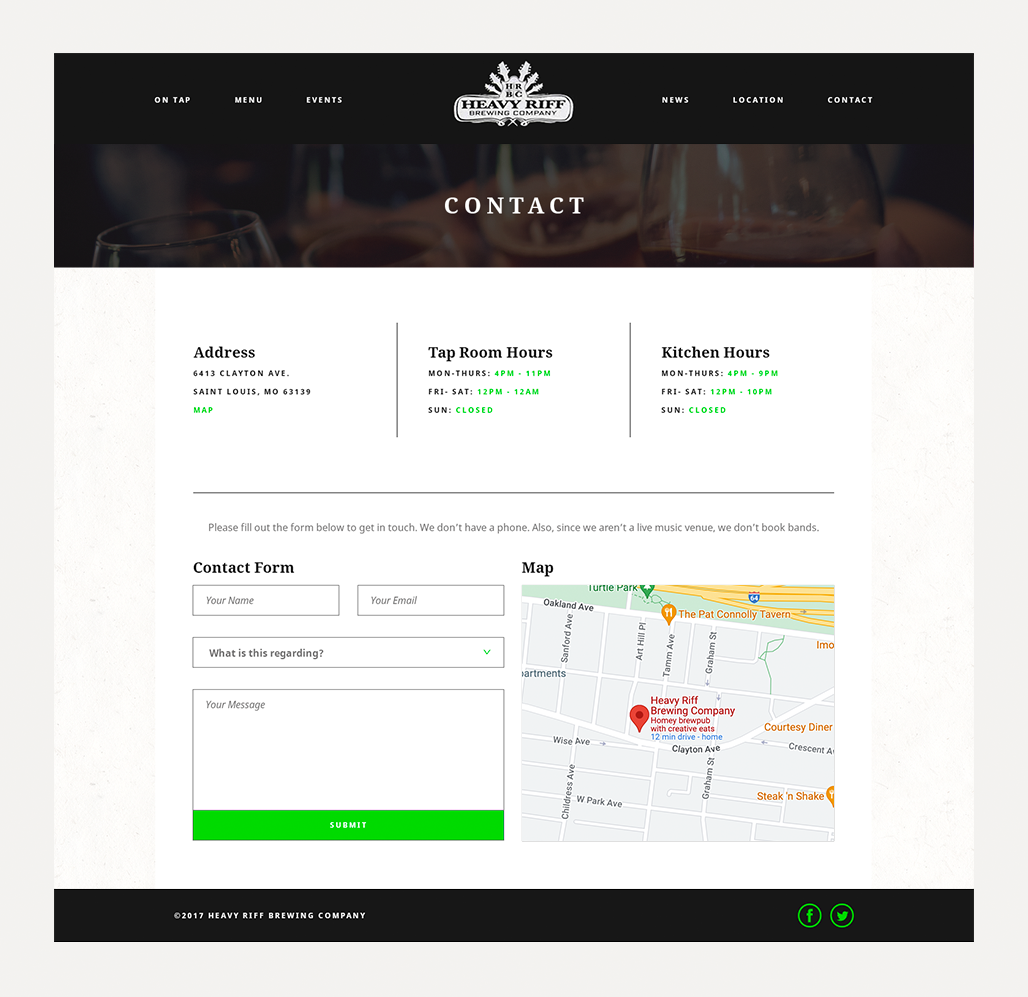 ON TAP
MENU
EVENTS
HR
BC
HEAVY RIFF
BREWING COMPANY
NEWS
LOCATION
CONTACT
CONTACT
Address
6413 CLAYTON AVE.
SAINT LOUIS, MO 63139
MAP
Tap Room Hours
MON-THURS: 4PM - 11PM
FRI- SAT: 12PM - 12AM
SUN: CLOSED
Kitchen Hours
MON-THURS: 4PM - 9PM
FRI- SAT: 12PM - 10PM
SUN: CLOSED
Please fill out the form below to get in touch. We don't have a phone. Also, since we aren't a live music venue, we don't book bands.
Contact Form
Your Name
Your Email
What is this regarding?
Your Message
SUBMIT
Map
Turtle Park
64
Oakland Ave
The Pat Connolly Tavern
Sanford Ave
Art Hill Pl
Tamm Ave
Graham St
Imo
partments
Heavy Riff
Brewing Company
Homey brewpub
with creative eats
12 min drive - home
Courtesy Diner
Wise Ave
Clayton Ave
Crescent A
Graham St
Childress Ave
W Park Ave
Steak 'n Shake
©2017 HEAVY RIFF BREWING COMPANY